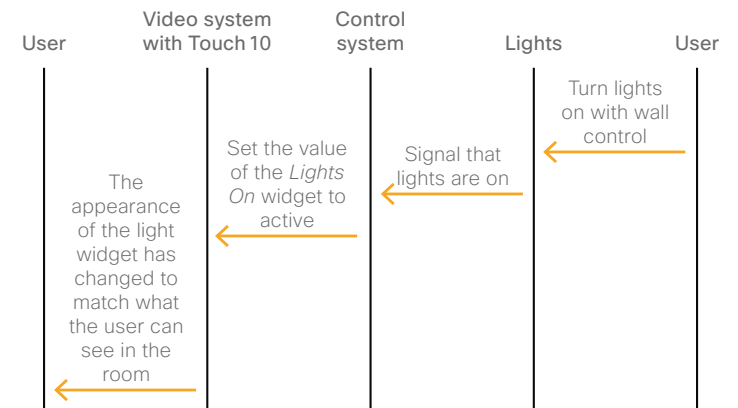 User
Video system
with Touch 10
Control
system
Lights
User
Turn lights
on with wall
control
Signal that
lights are on
Set the value
of the Lights
On widget to
active
The
appearance
of the light
widget has
changed to
match what
the user can
see in the
room